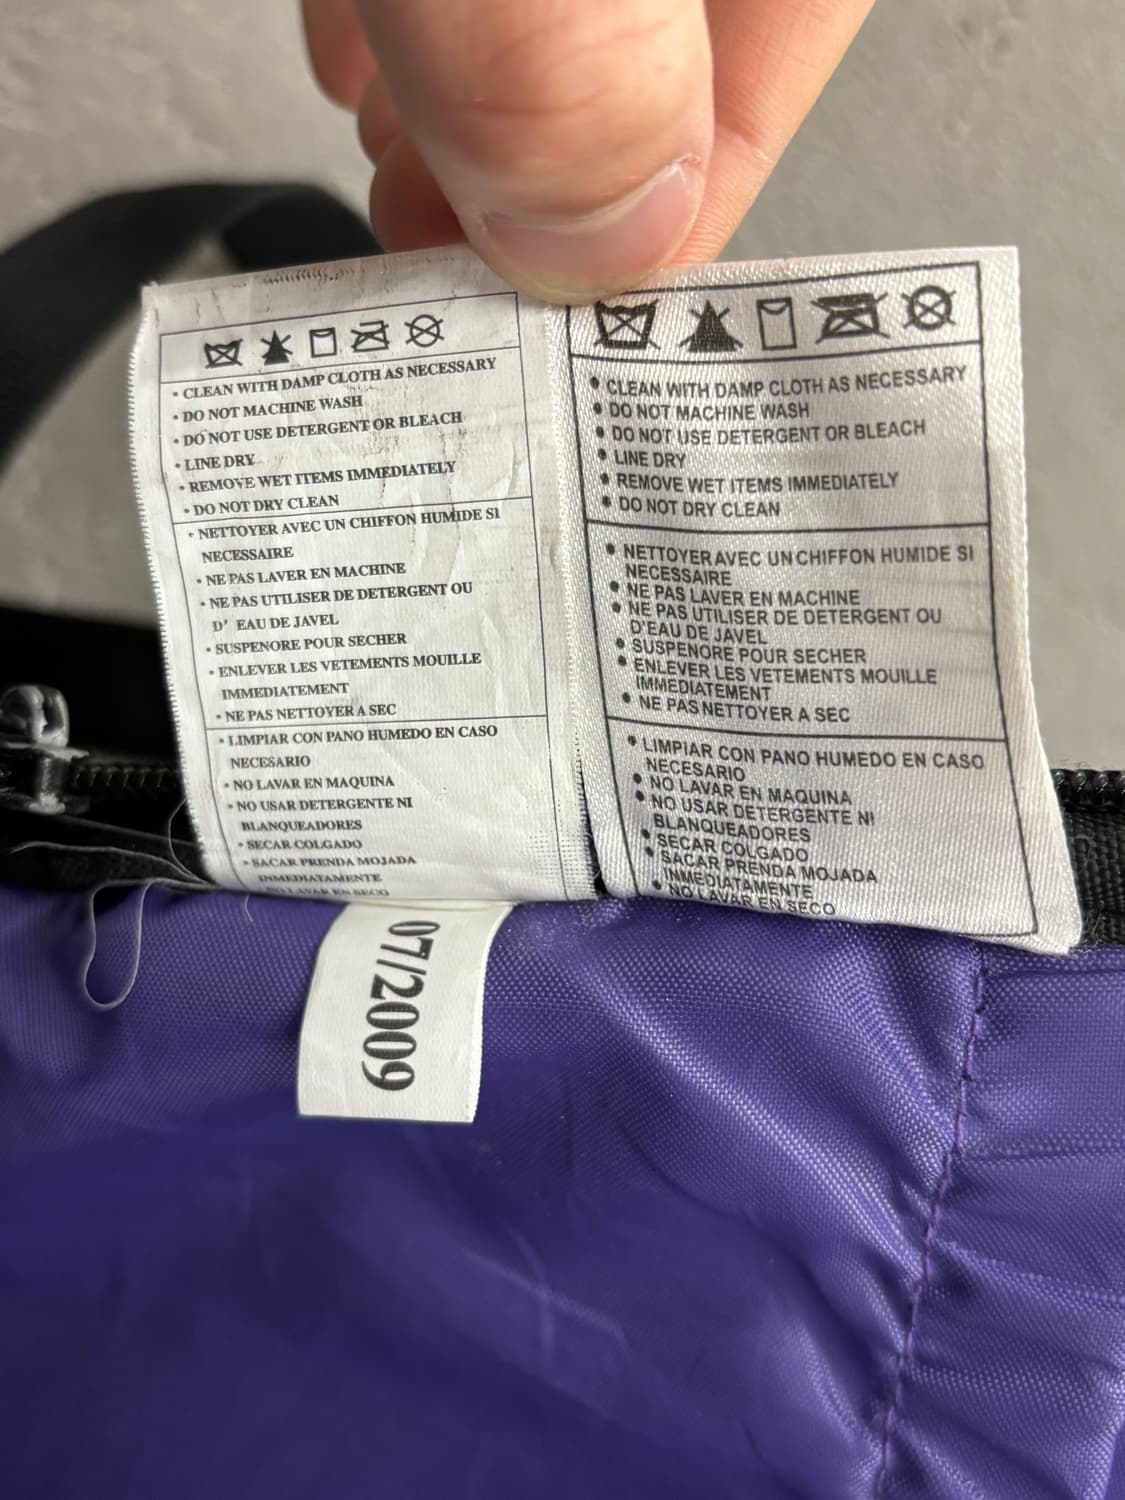 • CLEAN WITH DAMP CLOTH AS NECESSARY
• DO NOT MACHINE WASH
• DO NOT USE DETERGENT OR BLEACH
• LINE DRY
• REMOVE WET ITEMS IMMEDIATELY
• DO NOT DRY CLEAN
• NETTOYER AVEC UN CHIFFON HUMIDE SI
NECESSAIRE
• NE PAS LAVER EN MACHINE
• NE PAS UTILISER DE DETERGENT OU
D' EAU DE JAVEL
• SUSPENORE POUR SECHER
• ENLEVER LES VETEMENTS MOUILLE
IMMEDIATEMENT
• NE PAS NETTOYER A SEC
• LIMPIAR CON PANO HUMEDO EN CASO
NECESARIO
• NO LAVAR EN MAQUINA
• NO USAR DETERGENTE NI
BLANQUEADORES
• SECAR COLGADO
• SACAR PRENDA MOJADA
INMEDIATAMENTE
NO LAVAR EN SECO
• CLEAN WITH DAMP CLOTH AS NECESSARY
• DO NOT MACHINE WASH
• DO NOT USE DETERGENT OR BLEACH
• LINE DRY
• REMOVE WET ITEMS IMMEDIATELY
• DO NOT DRY CLEAN
• NETTOYER AVEC UN CHIFFON HUMIDE SI
NECESSAIRE
• NE PAS LAVER EN MACHINE
• NE PAS UTILISER DE DETERGENT OU
D'EAU DE JAVEL
• SUSPENORE POUR SECHER
• ENLEVER LES VETEMENTS MOUILLE
IMMEDIATEMENT
• NE PAS NETTOYER A SEC
• LIMPIAR CON PANO HUMEDO EN CASO
NECESARIO
• NO LAVAR EN MAQUINA
• NO USAR DETERGENTE NI
BLANQUEADORES
• SECAR COLGADO
• SACAR PRENDA MOJADA
INMEDIATAMENTE
• NO LAVAR EN SECO
07/2009